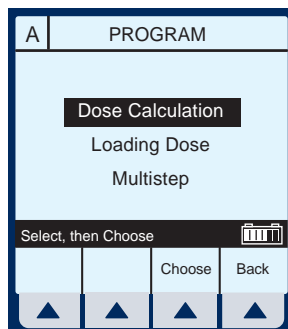 A PROGRAM
Dose Calculation
Loading Dose
Multistep
Select, then Choose
Choose Back